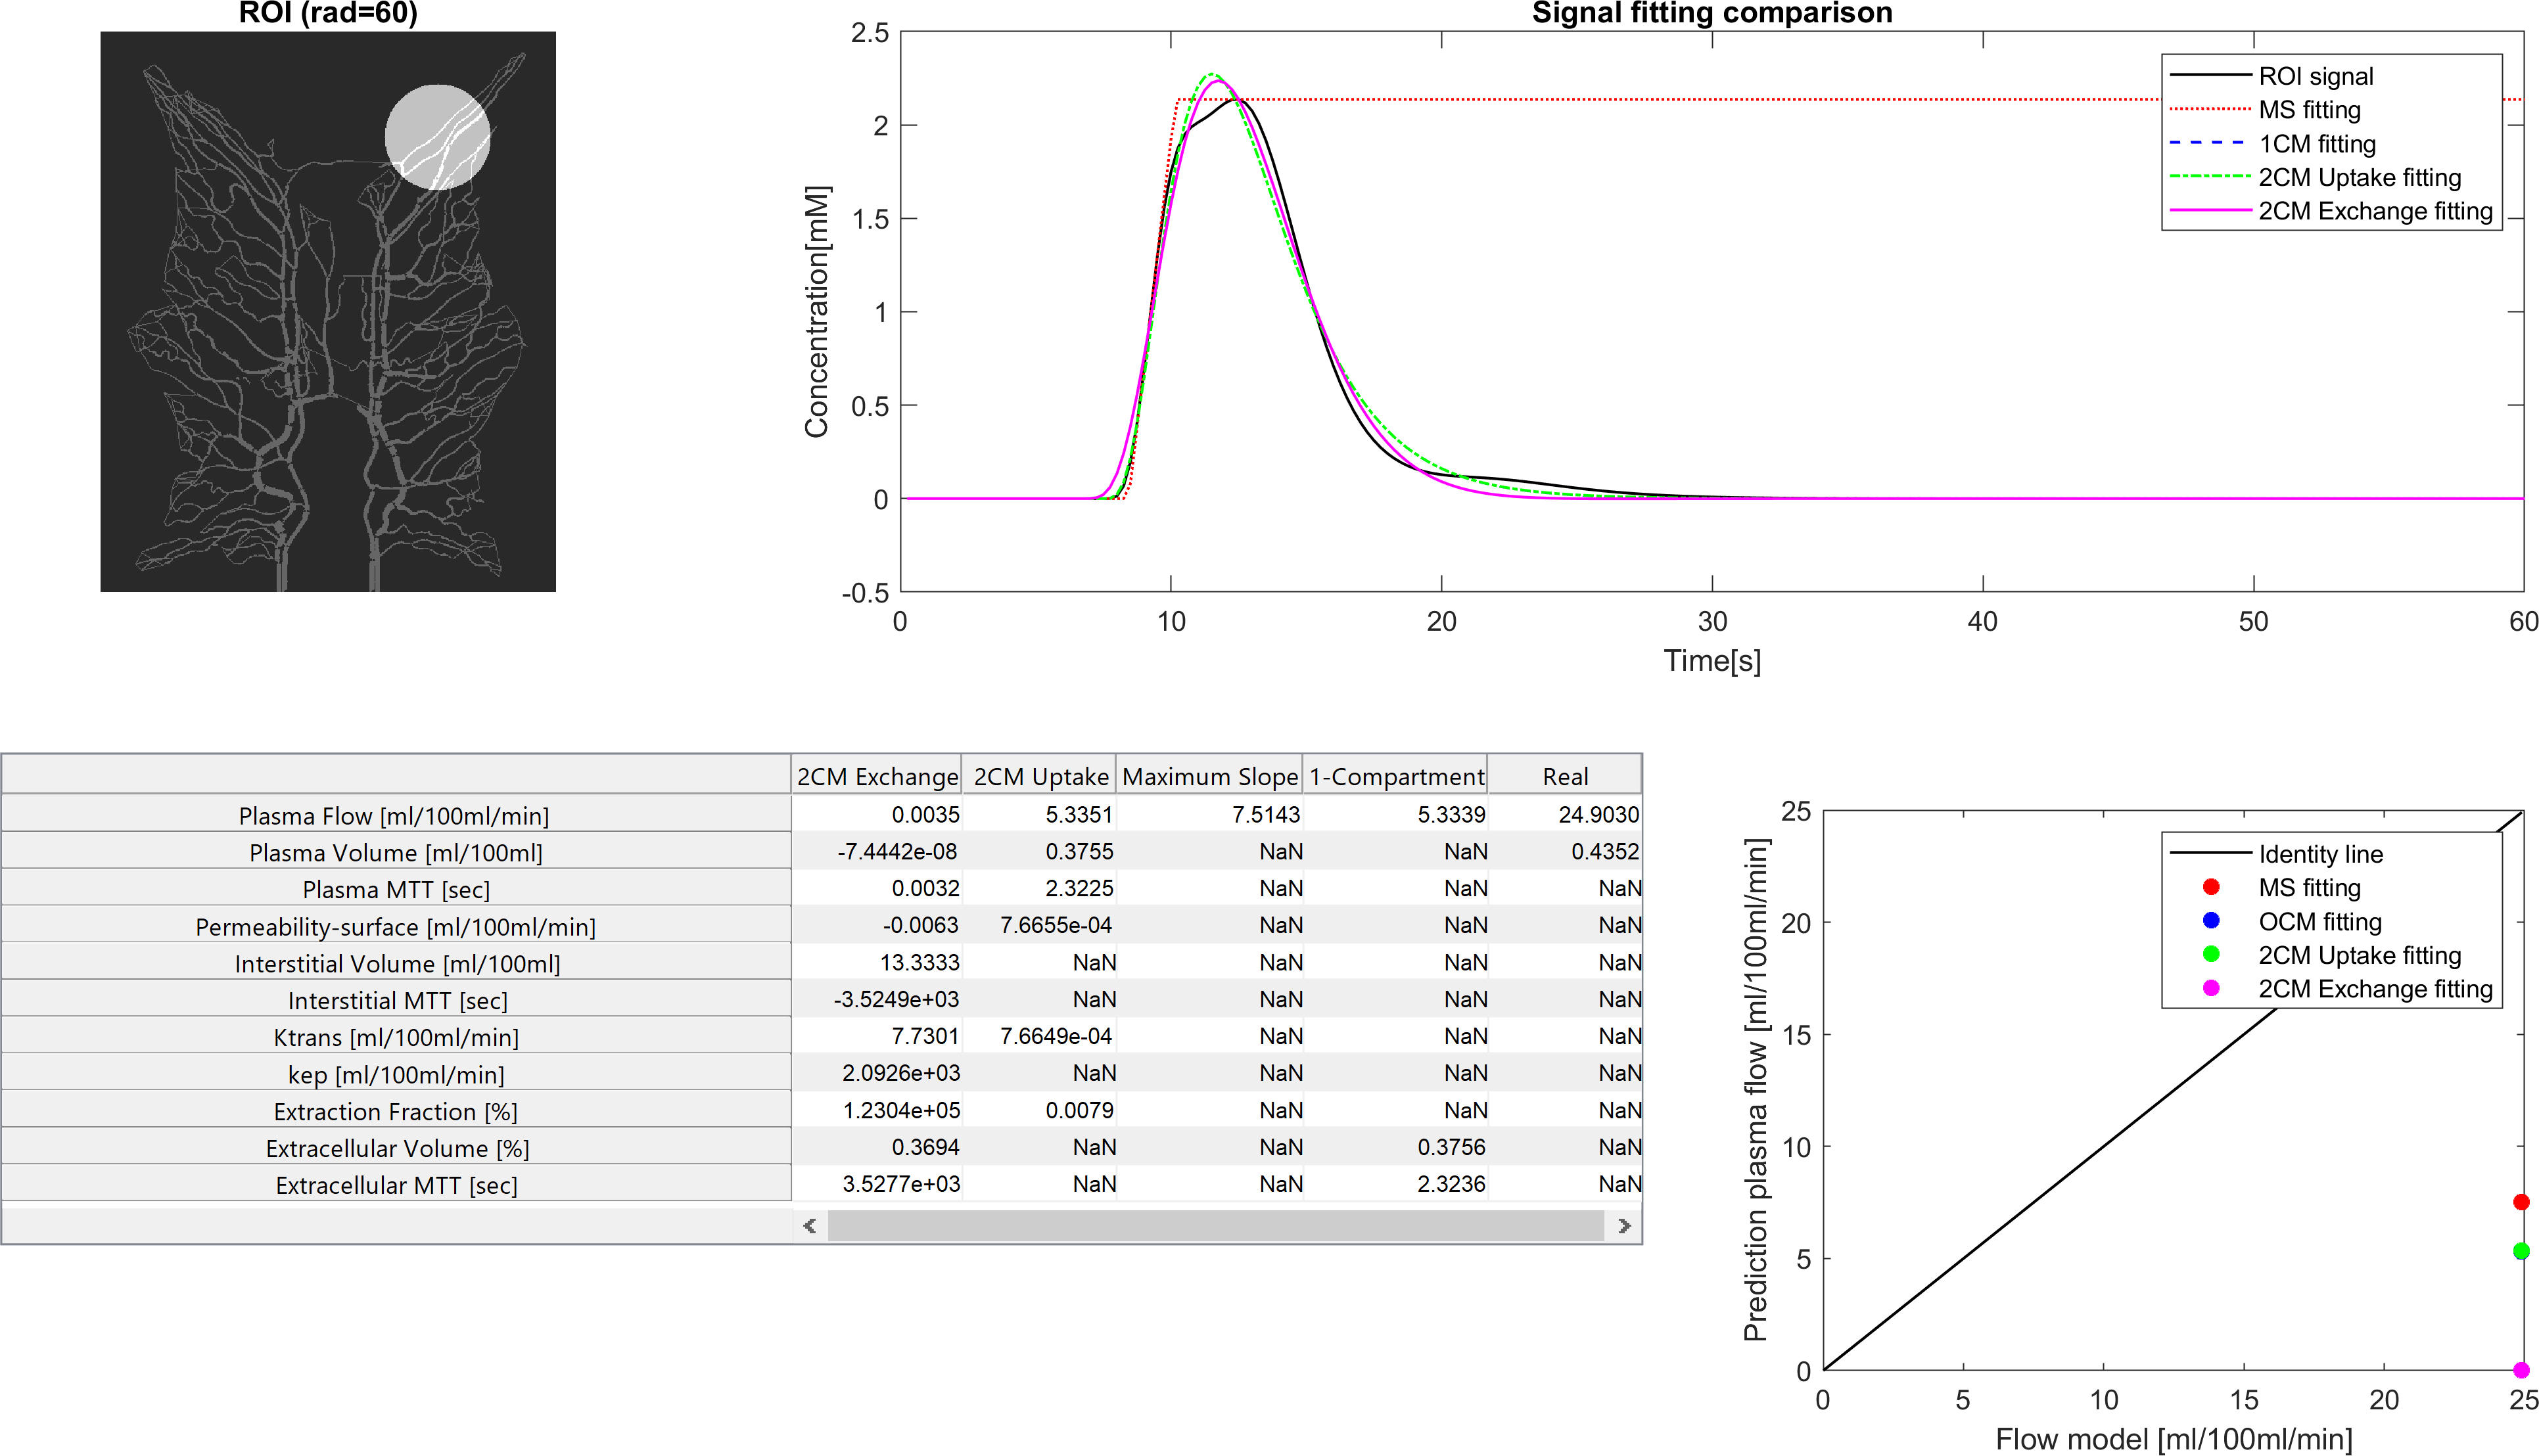 ROI (rad=60)
Signal fitting comparison
2.5
2
1.5
1
0.5
0
-0.5
Concentration[mM]
0 10 20 30 40 50 60
Time[s]
ROI signal
MS fitting
1CM fitting
2CM Uptake fitting
2CM Exchange fitting
2CM Exchange 2CM Uptake Maximum Slope 1-Compartment Real
Plasma Flow [ml/100ml/min] 0.0035 5.3351 7.5143 5.3339 24.9030
Plasma Volume [ml/100ml] -7.4442e-08 0.3755 NaN NaN 0.4352
Plasma MTT [sec] 0.0032 2.3225 NaN NaN NaN
Permeability-surface [ml/100ml/min] -0.0063 7.6655e-04 NaN NaN NaN
Interstitial Volume [ml/100ml] 13.3333 NaN NaN NaN NaN
Interstitial MTT [sec] -3.5249e+03 NaN NaN NaN NaN
Ktrans [ml/100ml/min] 7.7301 7.6649e-04 NaN NaN NaN
kep [ml/100ml/min] 2.0926e+03 NaN NaN NaN NaN
Extraction Fraction [%] 1.2304e+05 0.0079 NaN NaN NaN
Extracellular Volume [%] 0.3694 NaN NaN 0.3756 NaN
Extracellular MTT [sec] 3.5277e+03 NaN NaN 2.3236 NaN
25
20
15
10
5
0
Prediction plasma flow [ml/100ml/min]
0 5 10 15 20 25
Flow model [ml/100ml/min]
Identity line
MS fitting
OCM fitting
2CM Uptake fitting
2CM Exchange fitting